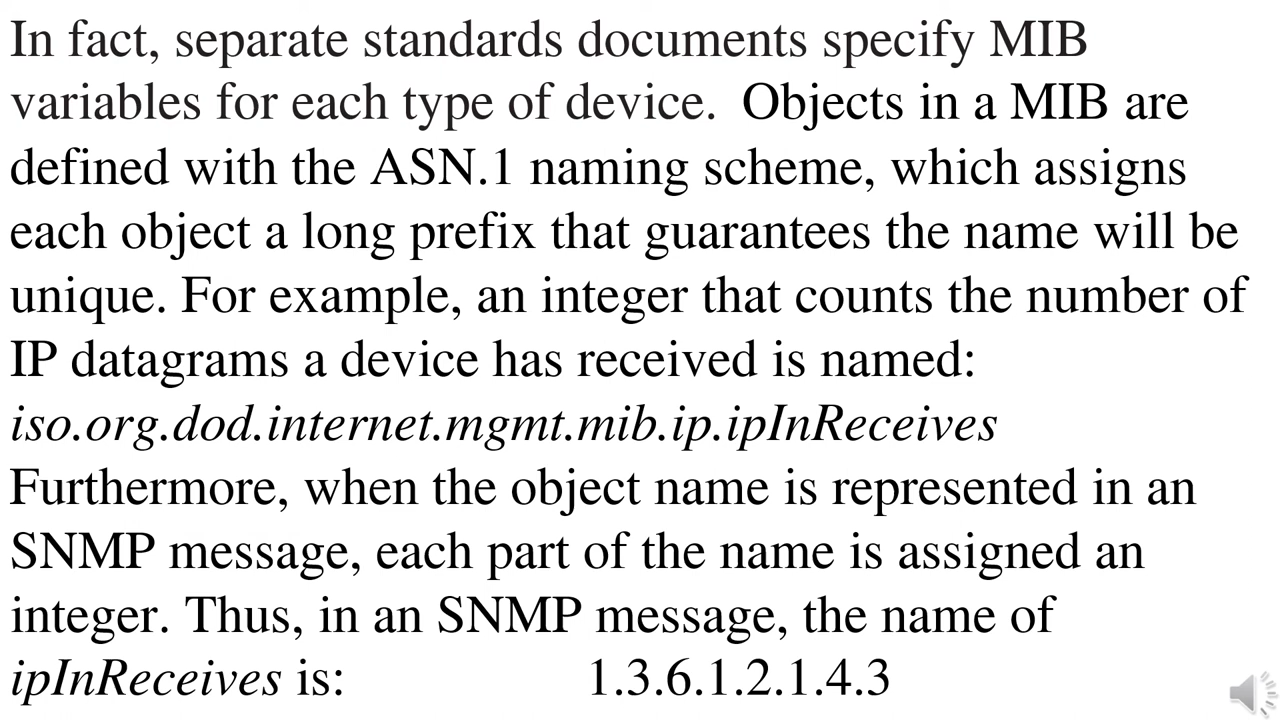 In fact, separate standards documents specify MIB
variables for each type of device.  Objects in a MIB are
defined with the ASN.1 naming scheme, which assigns
each object a long prefix that guarantees the name will be
unique. For example, an integer that counts the number of
IP datagrams a device has received is named:
iso.org.dod.internet.mgmt.mib.ip.ipInReceives
Furthermore, when the object name is represented in an
SNMP message, each part of the name is assigned an
integer. Thus, in an SNMP message, the name of
ipInReceives is: 1.3.6.1.2.1.4.3